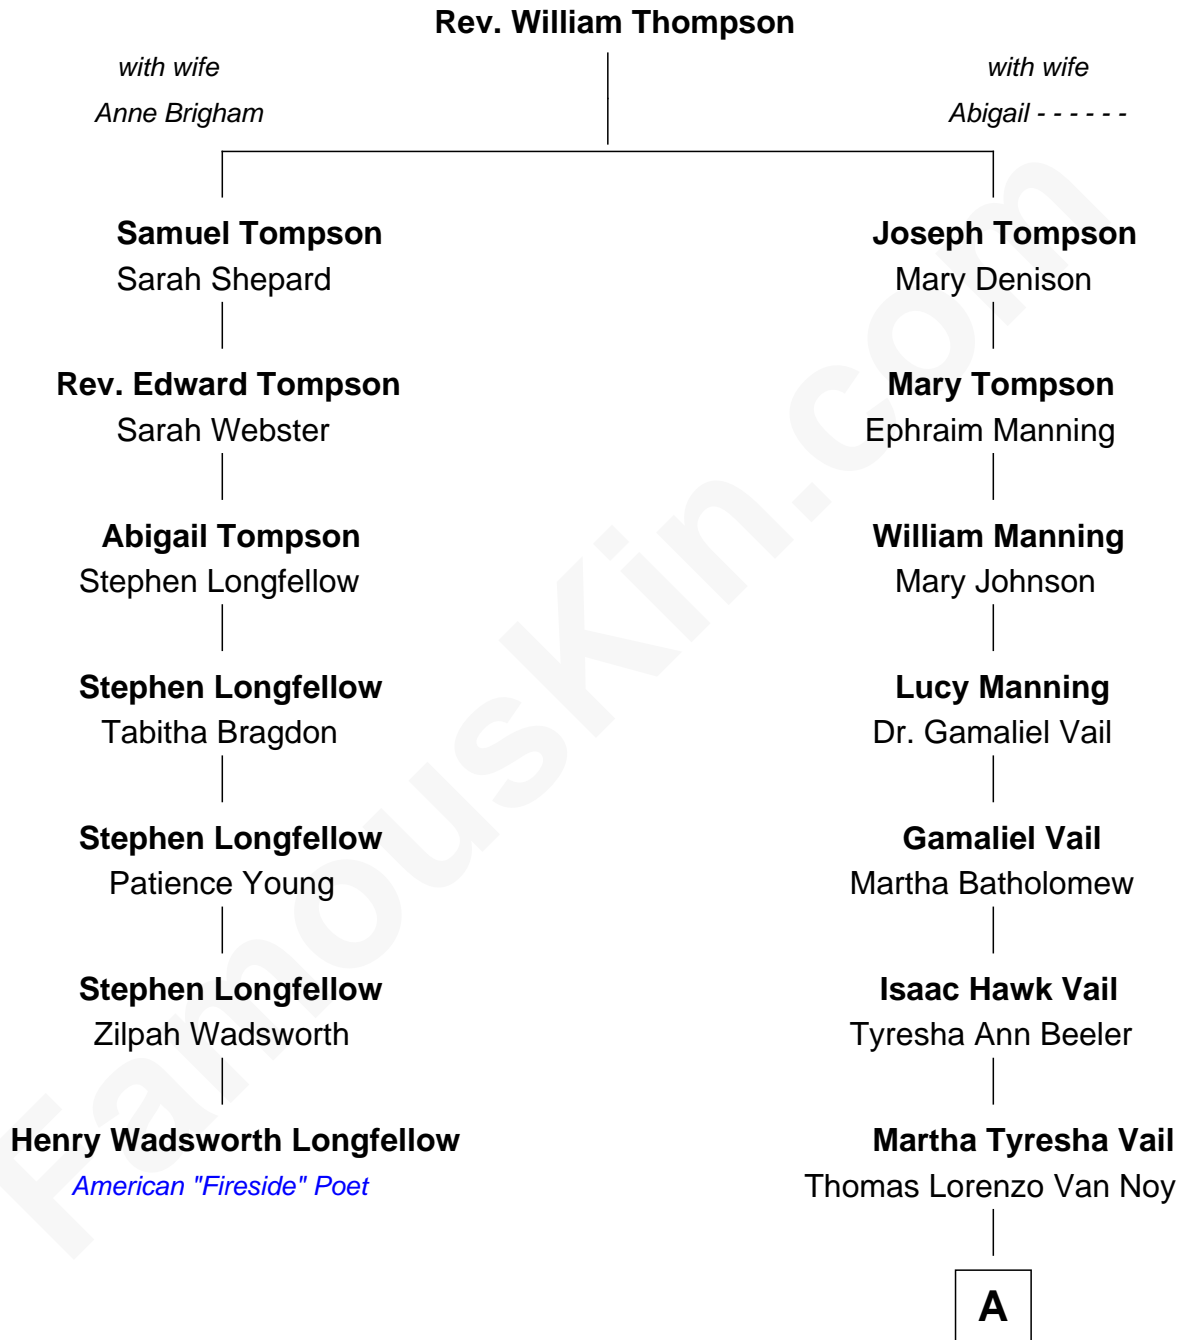 Rev. William Thompson
with wife
Anne Brigham
with wife
Abigail - - - - - -
Samuel Tompson
Sarah Shepard
Joseph Tompson
Mary Denison
Rev. Edward Tompson
Sarah Webster
Mary Tompson
Ephraim Manning
Abigail Tompson
Stephen Longfellow
William Manning
Mary Johnson
Stephen Longfellow
Tabitha Bragdon
Lucy Manning
Dr. Gamaliel Vail
Stephen Longfellow
Patience Young
Gamaliel Vail
Martha Batholomew
Stephen Longfellow
Zilpah Wadsworth
Isaac Hawk Vail
Tyresha Ann Beeler
Henry Wadsworth Longfellow
American "Fireside" Poet
Martha Tyresha Vail
Thomas Lorenzo Van Noy
A
FamousKin.com